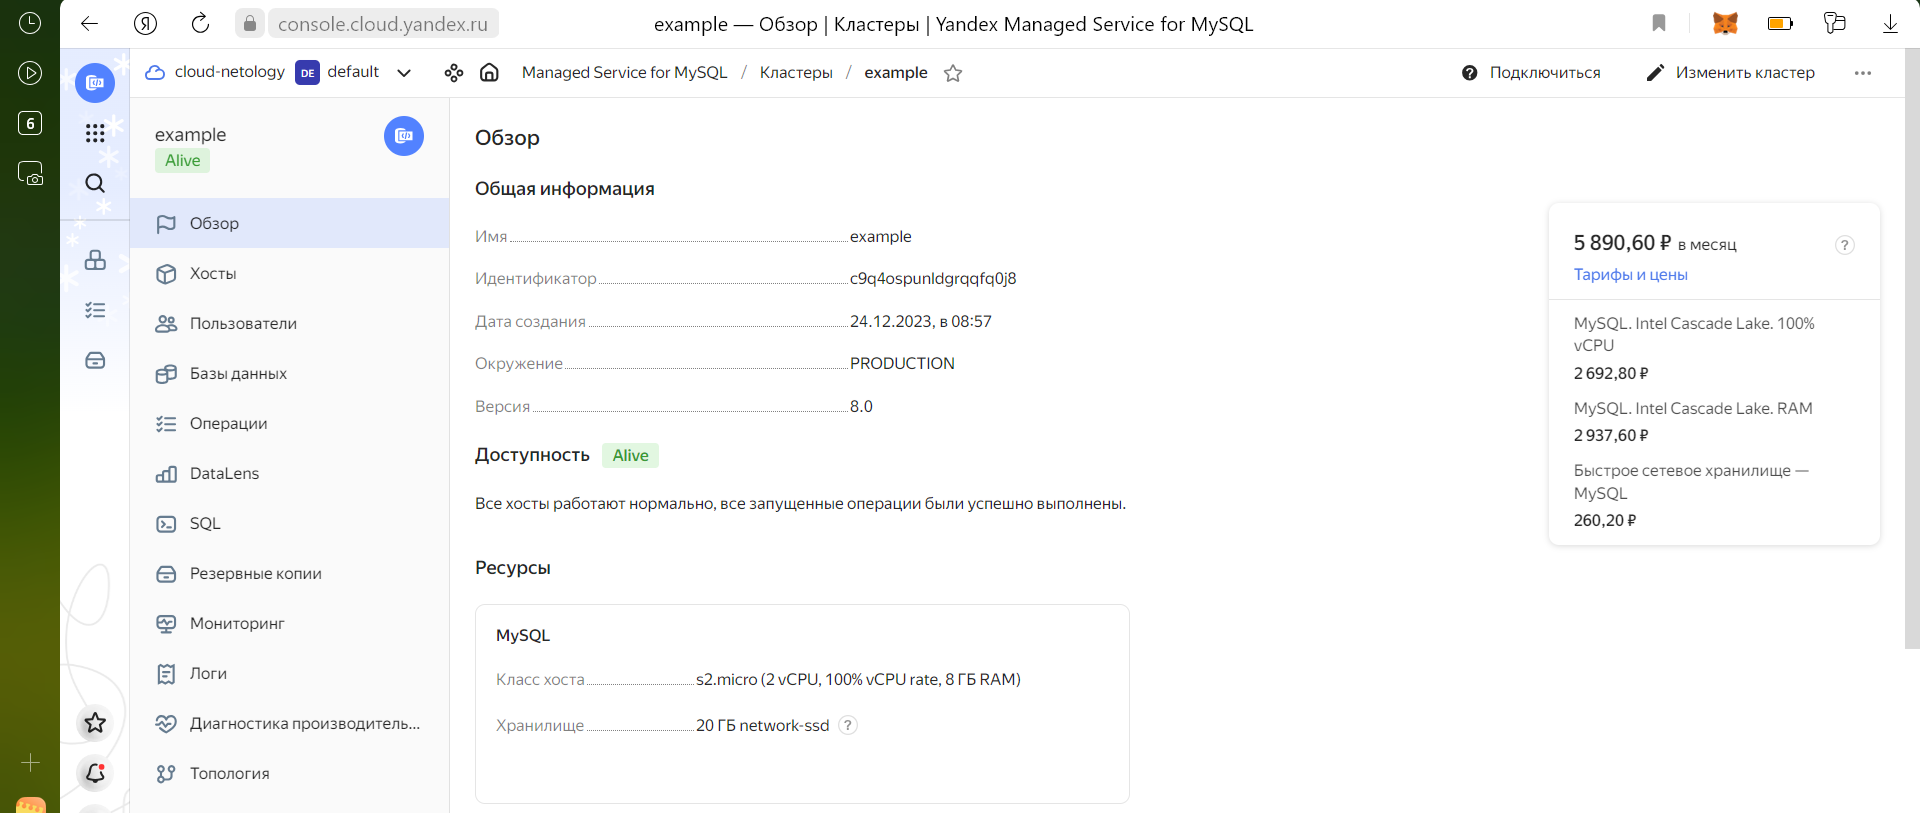 console.cloud.yandex.ru
example — Обзор | Кластеры | Yandex Managed Service for MySQL
6
cloud-netology DE default
Managed Service for MySQL / Кластеры / example
Подключиться
Изменить кластер
example
Alive
Обзор
Хосты
Пользователи
Базы данных
Операции
DataLens
SQL
Резервные копии
Мониторинг
Логи
Диагностика производитель...
Топология
Обзор
Общая информация
Имя example
Идентификатор c9q4ospunldgrqqfq0j8
Дата создания 24.12.2023, в 08:57
Окружение PRODUCTION
Версия 8.0
Доступность Alive
Все хосты работают нормально, все запущенные операции были успешно выполнены.
Ресурсы
MySQL
Класс хоста s2.micro (2 vCPU, 100% vCPU rate, 8 ГБ RAM)
Хранилище 20 ГБ network-ssd ?
5 890,60 ₽ в месяц ?
Тарифы и цены
MySQL. Intel Cascade Lake. 100%
vCPU
2 692,80 ₽
MySQL. Intel Cascade Lake. RAM
2 937,60 ₽
Быстрое сетевое хранилище —
MySQL
260,20 ₽